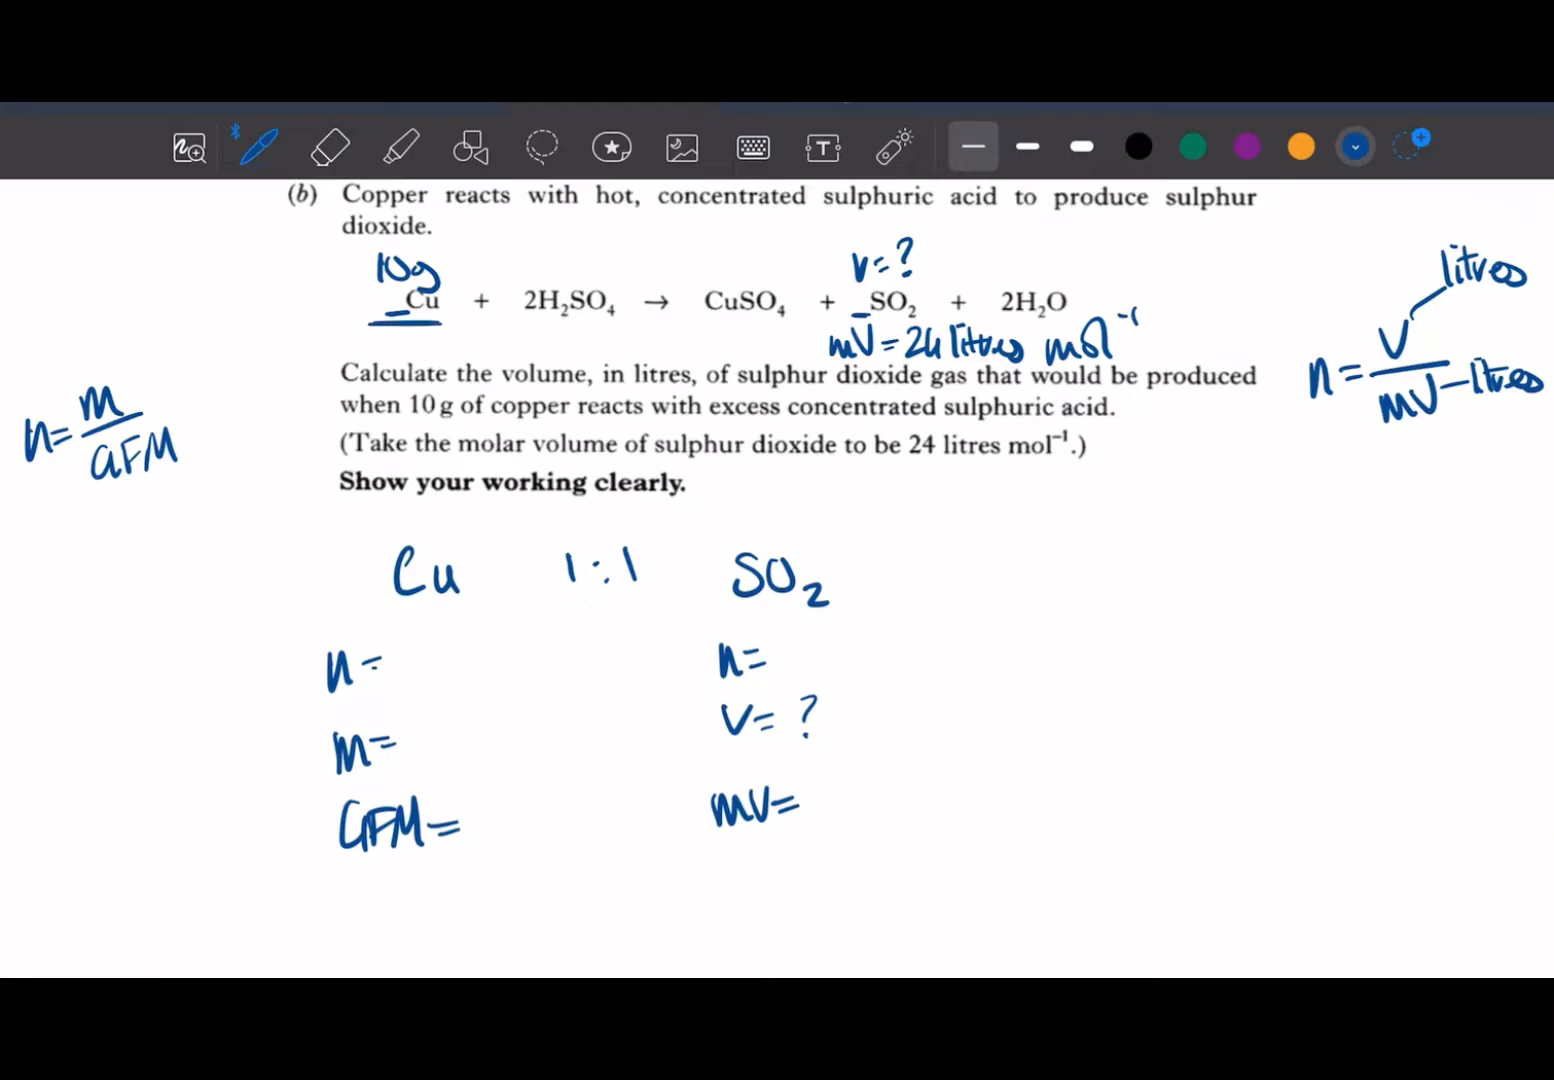 (b) Copper reacts with hot, concentrated sulphuric acid to produce sulphur
dioxide.
10g
v=?
Cu + 2H₂SO₄ → CuSO₄ + SO₂ + 2H₂O
mV = 24 litres mol⁻¹
litres
n = V / mV – litres
Calculate the volume, in litres, of sulphur dioxide gas that would be produced
when 10 g of copper reacts with excess concentrated sulphuric acid.
n = m / GFM
(Take the molar volume of sulphur dioxide to be 24 litres mol⁻¹.)
Show your working clearly.
Cu 1:1 SO₂
n= n=
m= v= ?
GFM= mV=